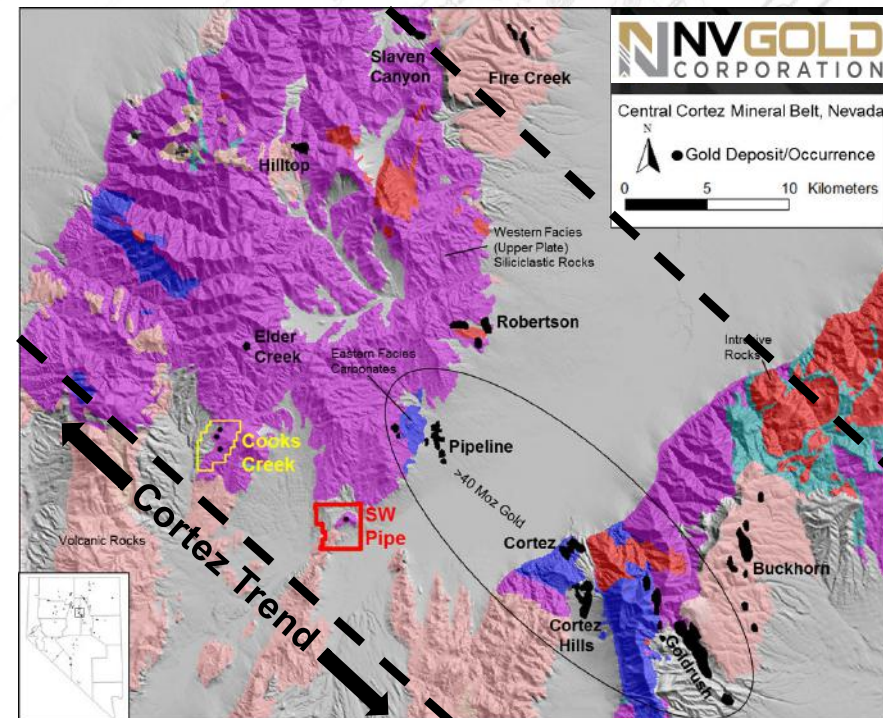 NVGOLD
CORPORATION
Central Cortez Mineral Belt, Nevada
N
Gold Deposit/Occurrence
0 5 10 Kilometers
Slaven
Canyon
Fire Creek
Hilltop
Western Facies
(Upper Plate)
Siliciclastic Rocks
Robertson
Elder
Creek
Eastern Facies
Carbonates
Intrusive
Rocks
Cooks
Creek
Pipeline
>40 Moz Gold
SW
Pipe
Cortez Trend
Volcanic Rocks
Cortez
Buckhorn
Cortez
Hills
Goldrush